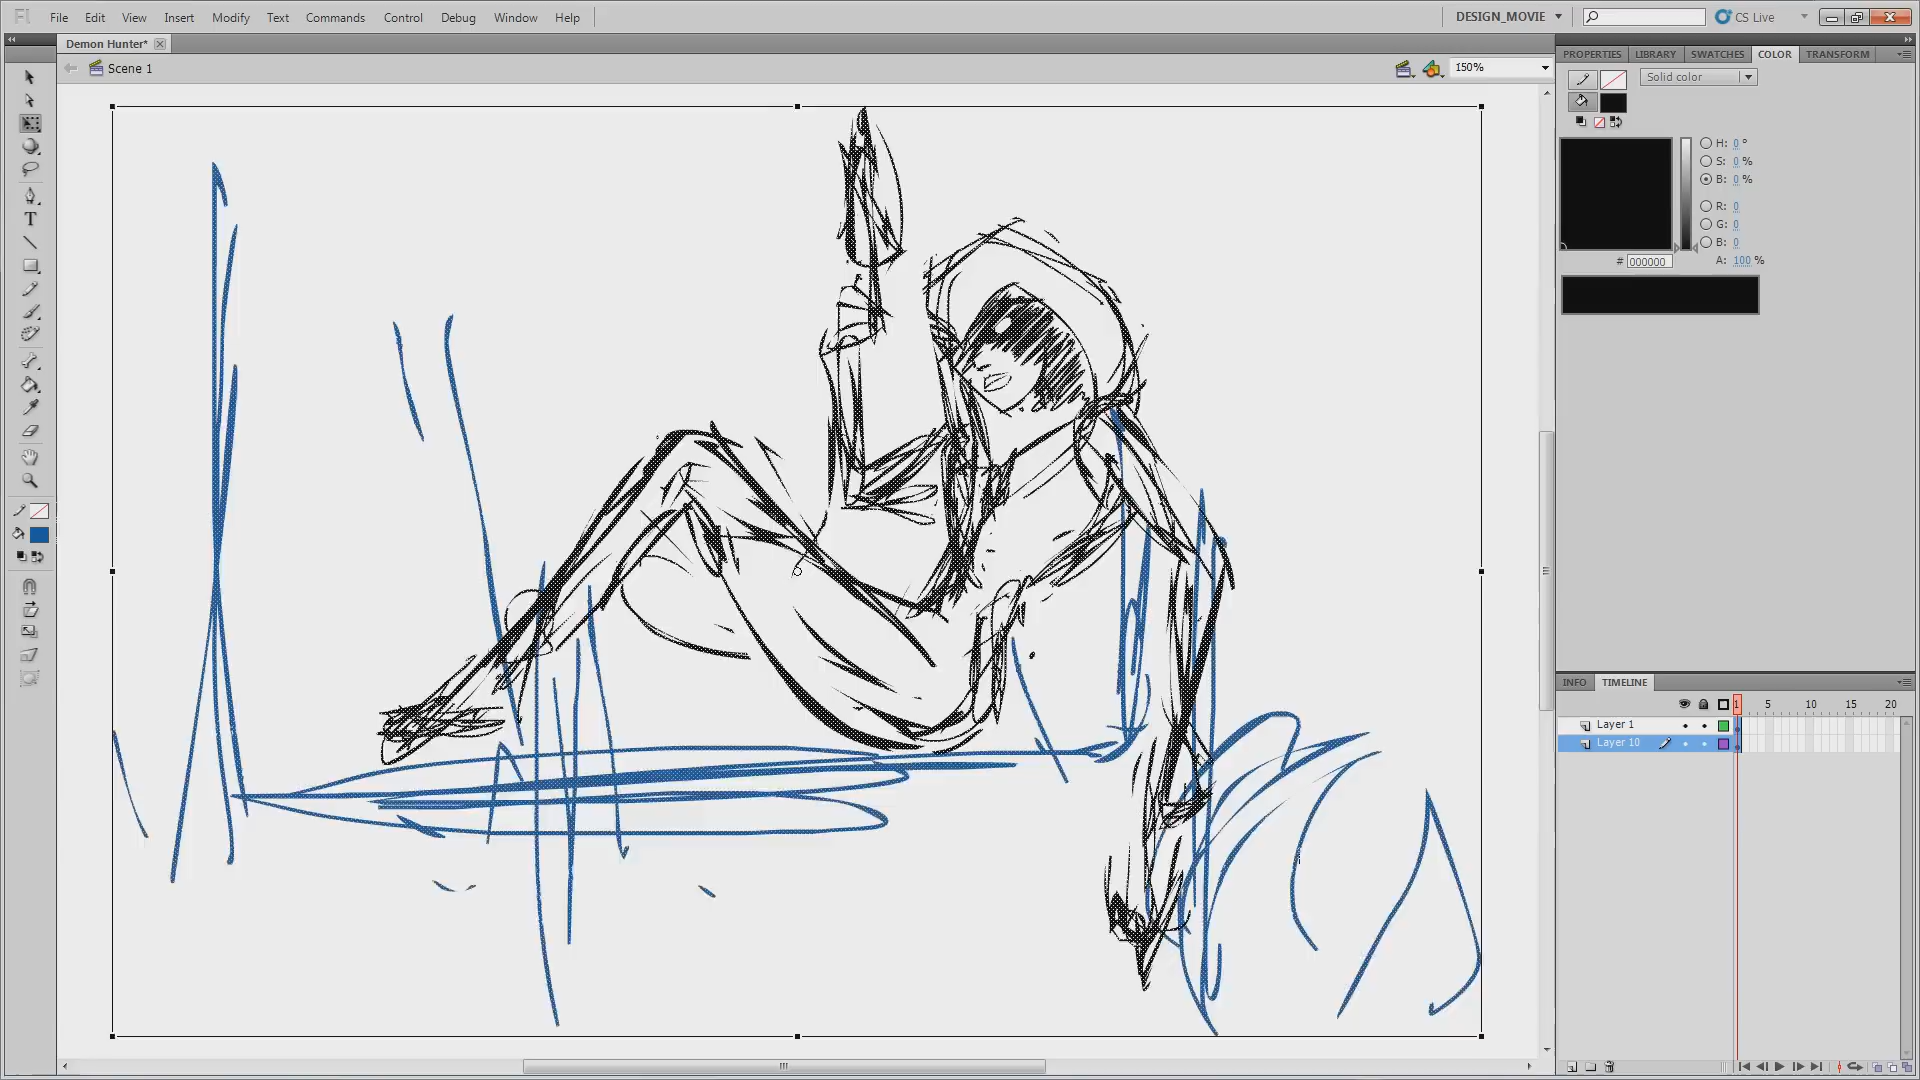 Fl File Edit View Insert Modify Text Commands Control Debug Window Help DESIGN_MOVIE CS Live
Demon Hunter*
Scene 1 150%
PROPERTIES LIBRARY SWATCHES COLOR TRANSFORM
Solid color
H: 0 °
S: 0 %
B: 0 %
R: 0
G: 0
B: 0
A: 100 %
# 000000
T
INFO TIMELINE
1 5 10 15 20
Layer 1
Layer 10